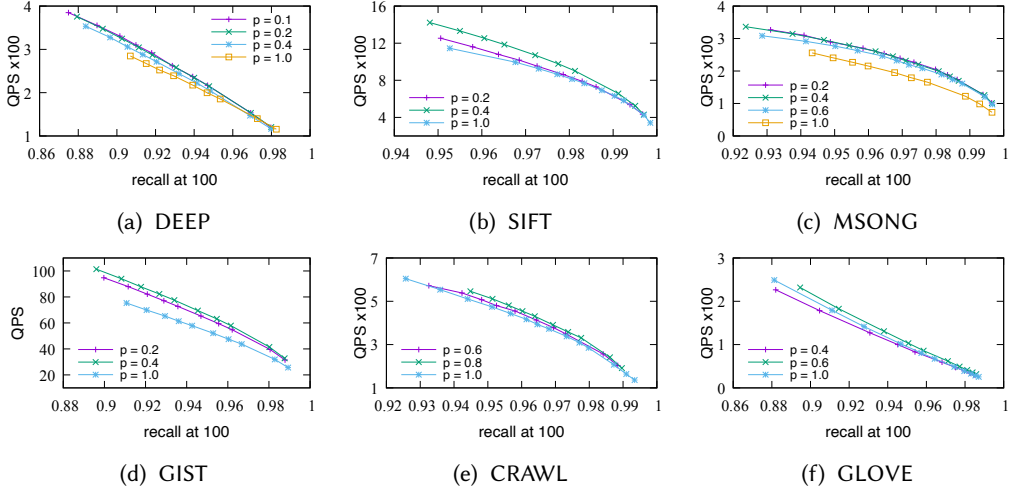 4
3
2
1
QPS x100
0.86 0.88 0.9 0.92 0.94 0.96 0.98 1
recall at 100
p = 0.1
p = 0.2
p = 0.4
p = 1.0
(a) DEEP
16
12
8
4
QPS x100
0.94 0.95 0.96 0.97 0.98 0.99 1
recall at 100
p = 0.2
p = 0.4
p = 1.0
(b) SIFT
4
3
2
1
0
QPS x100
0.92 0.93 0.94 0.95 0.96 0.97 0.98 0.99 1
recall at 100
p = 0.2
p = 0.4
p = 0.6
p = 1.0
(c) MSONG
100
80
60
40
20
QPS
0.88 0.9 0.92 0.94 0.96 0.98 1
recall at 100
p = 0.2
p = 0.4
p = 1.0
(d) GIST
7
5
3
1
QPS x100
0.92 0.93 0.94 0.95 0.96 0.97 0.98 0.99 1
recall at 100
p = 0.6
p = 0.8
p = 1.0
(e) CRAWL
3
2
1
0
QPS x100
0.86 0.9 0.94 0.98
recall at 100
p = 0.4
p = 0.6
p = 1.0
(f) GLOVE